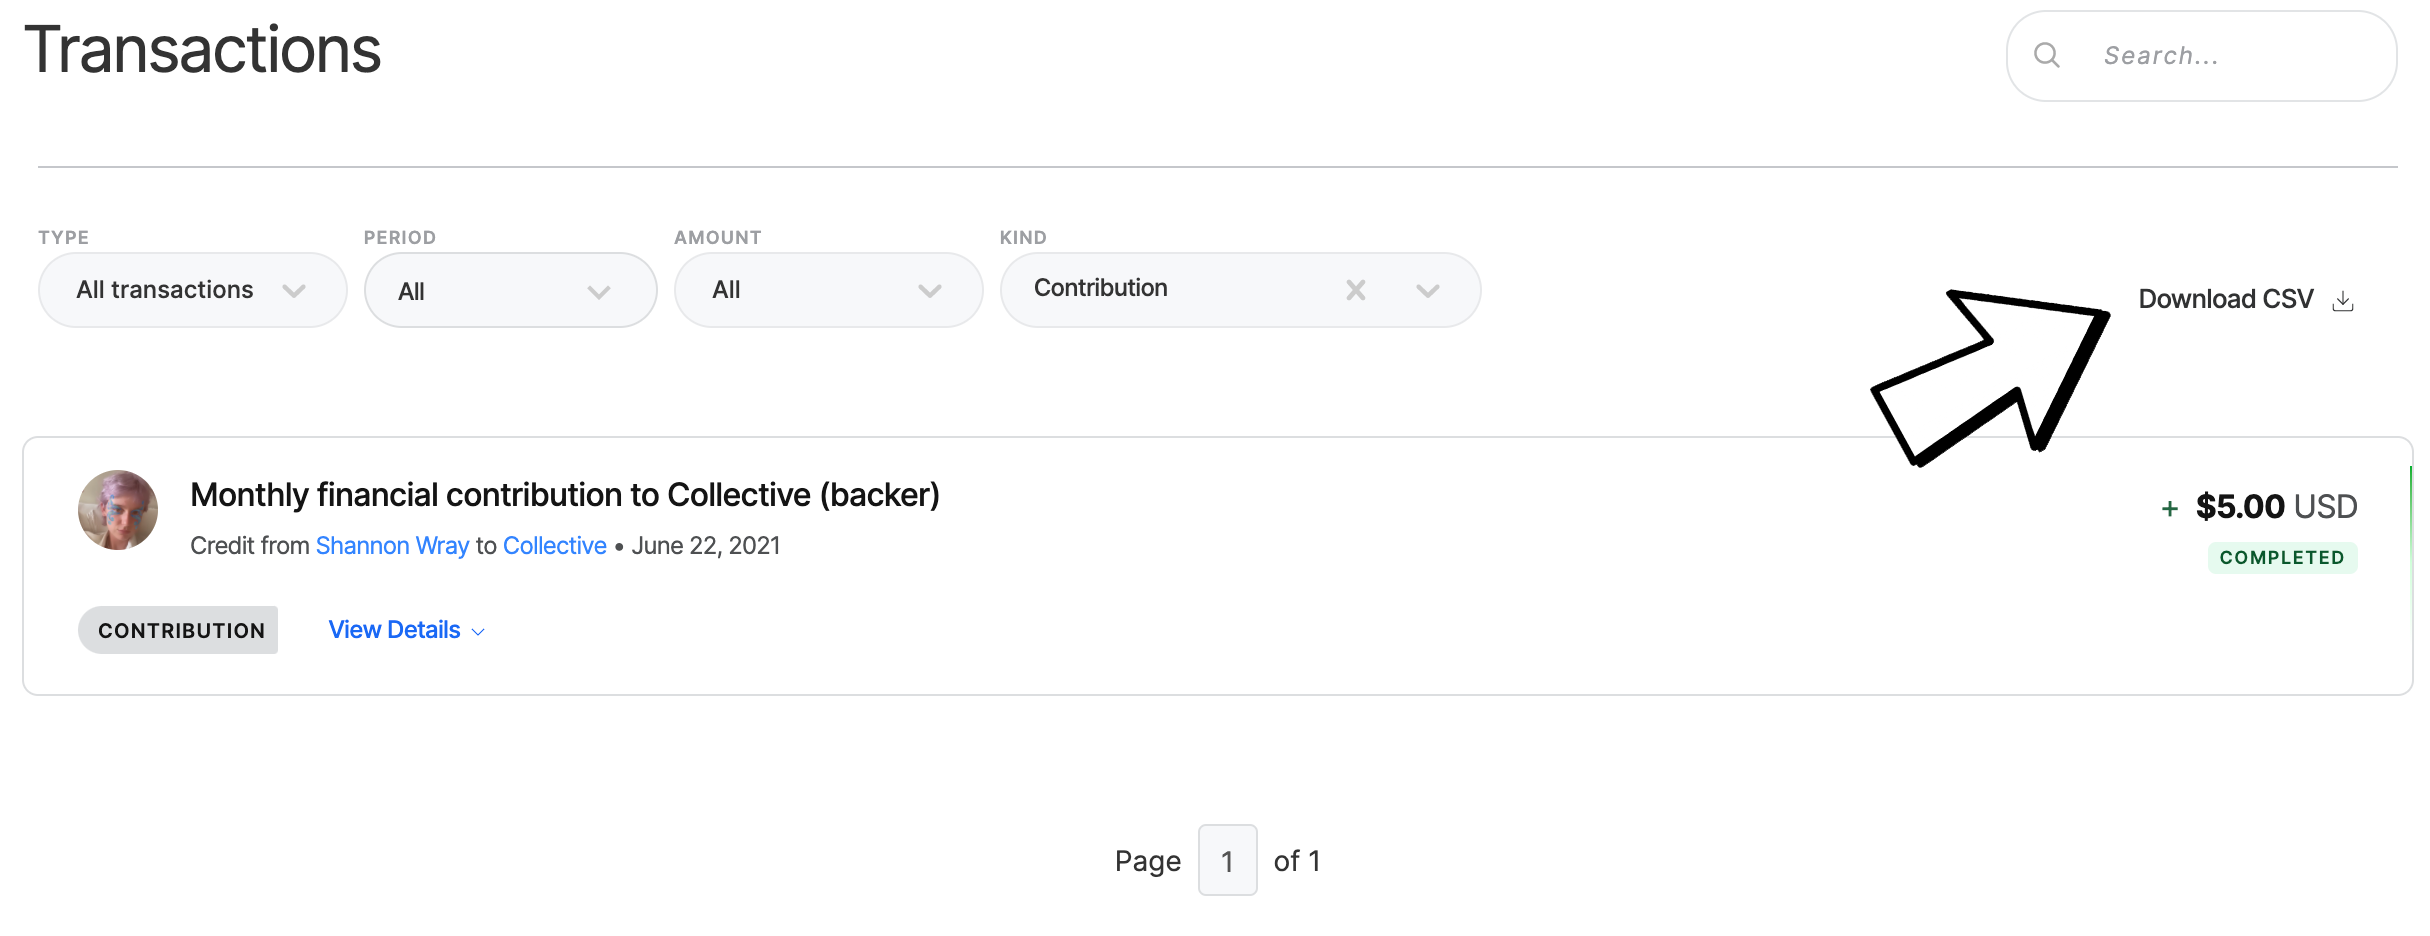 Transactions
Search...
TYPE PERIOD AMOUNT KIND
All transactions All All Contribution
Download CSV
Monthly financial contribution to Collective (backer)
+ $5.00 USD
Credit from Shannon Wray to Collective • June 22, 2021
COMPLETED
CONTRIBUTION View Details
Page 1 of 1